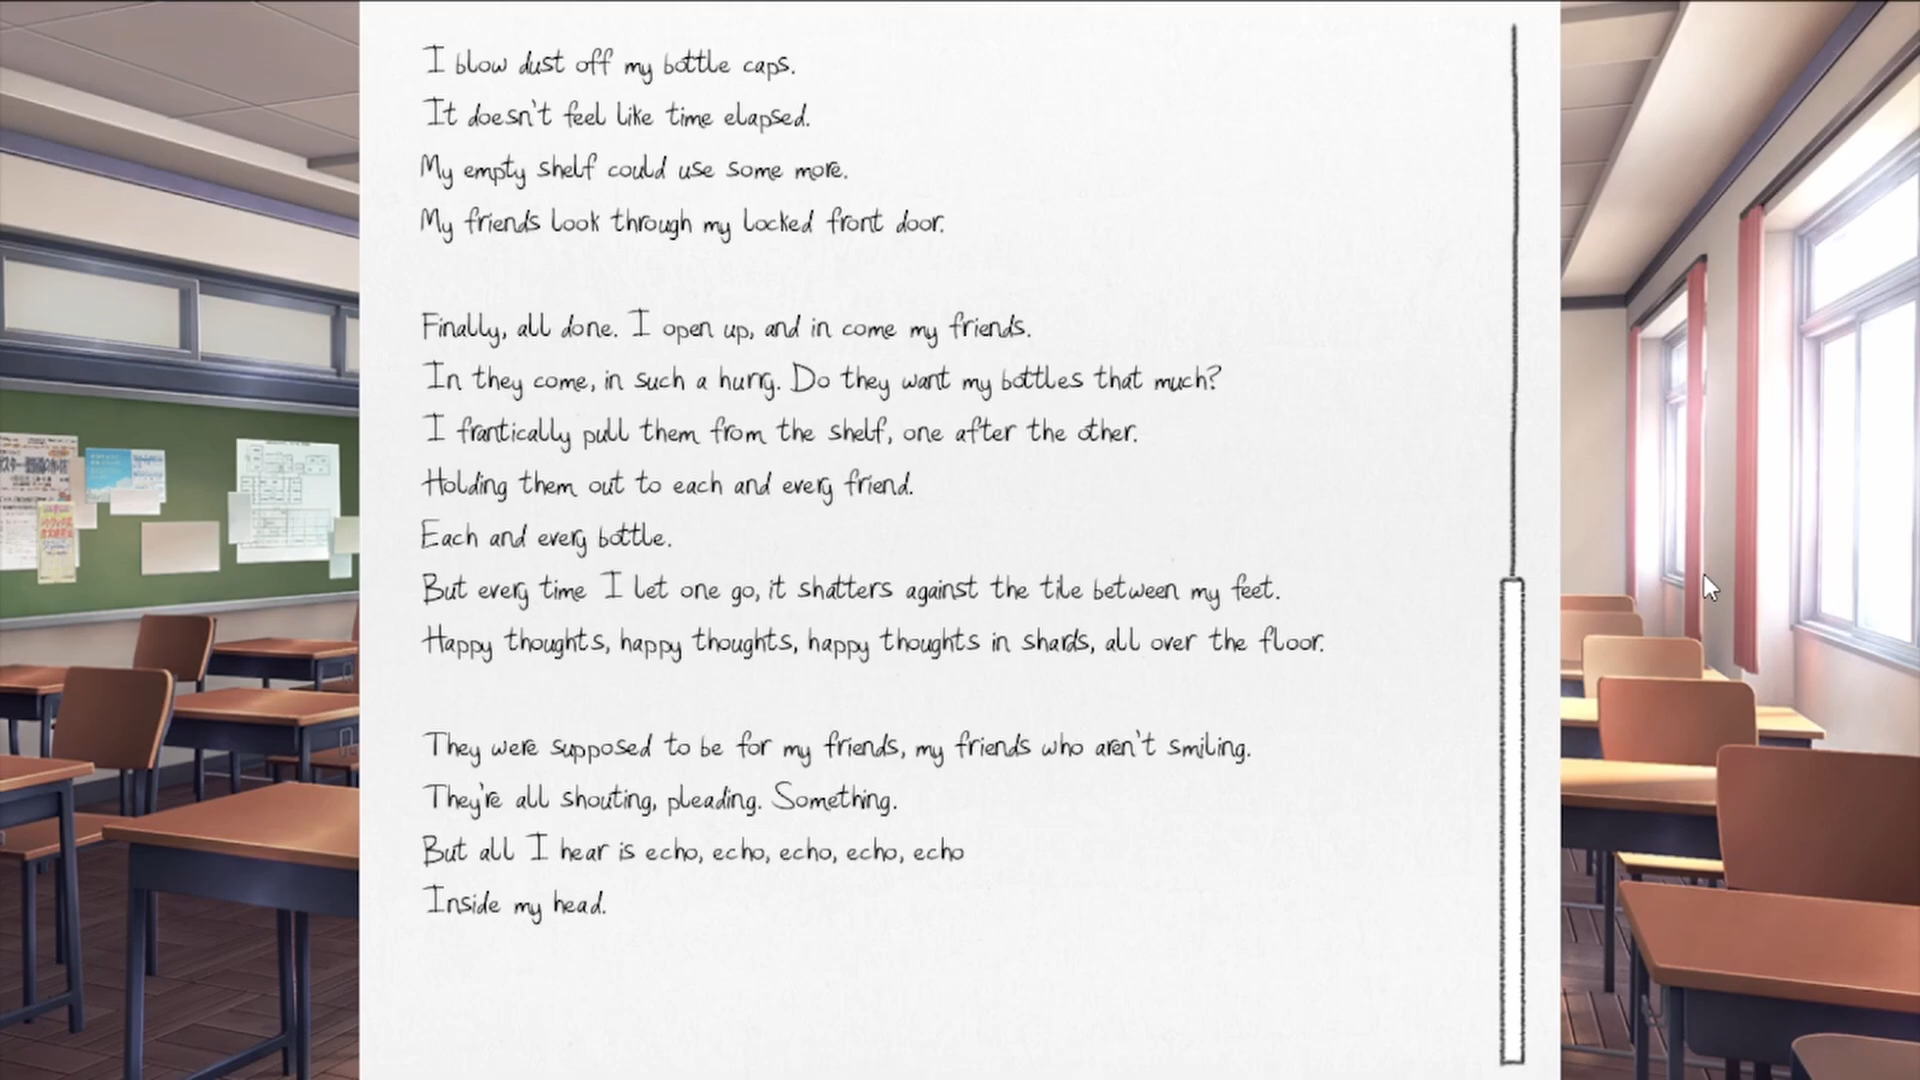 I blow dust off my bottle caps.
It doesn't feel like time elapsed.
My empty shelf could use some more.
My friends look through my locked front door.
Finally, all done. I open up, and in come my friends.
In they come, in such a hurry. Do they want my bottles that much?
I frantically pull them from the shelf, one after the other.
Holding them out to each and every friend.
Each and every bottle.
But every time I let one go, it shatters against the tile between my feet.
Happy thoughts, happy thoughts, happy thoughts in shards, all over the floor.
They were supposed to be for my friends, my friends who aren't smiling.
They're all shouting, pleading. Something.
But all I hear is echo, echo, echo, echo, echo
Inside my head.